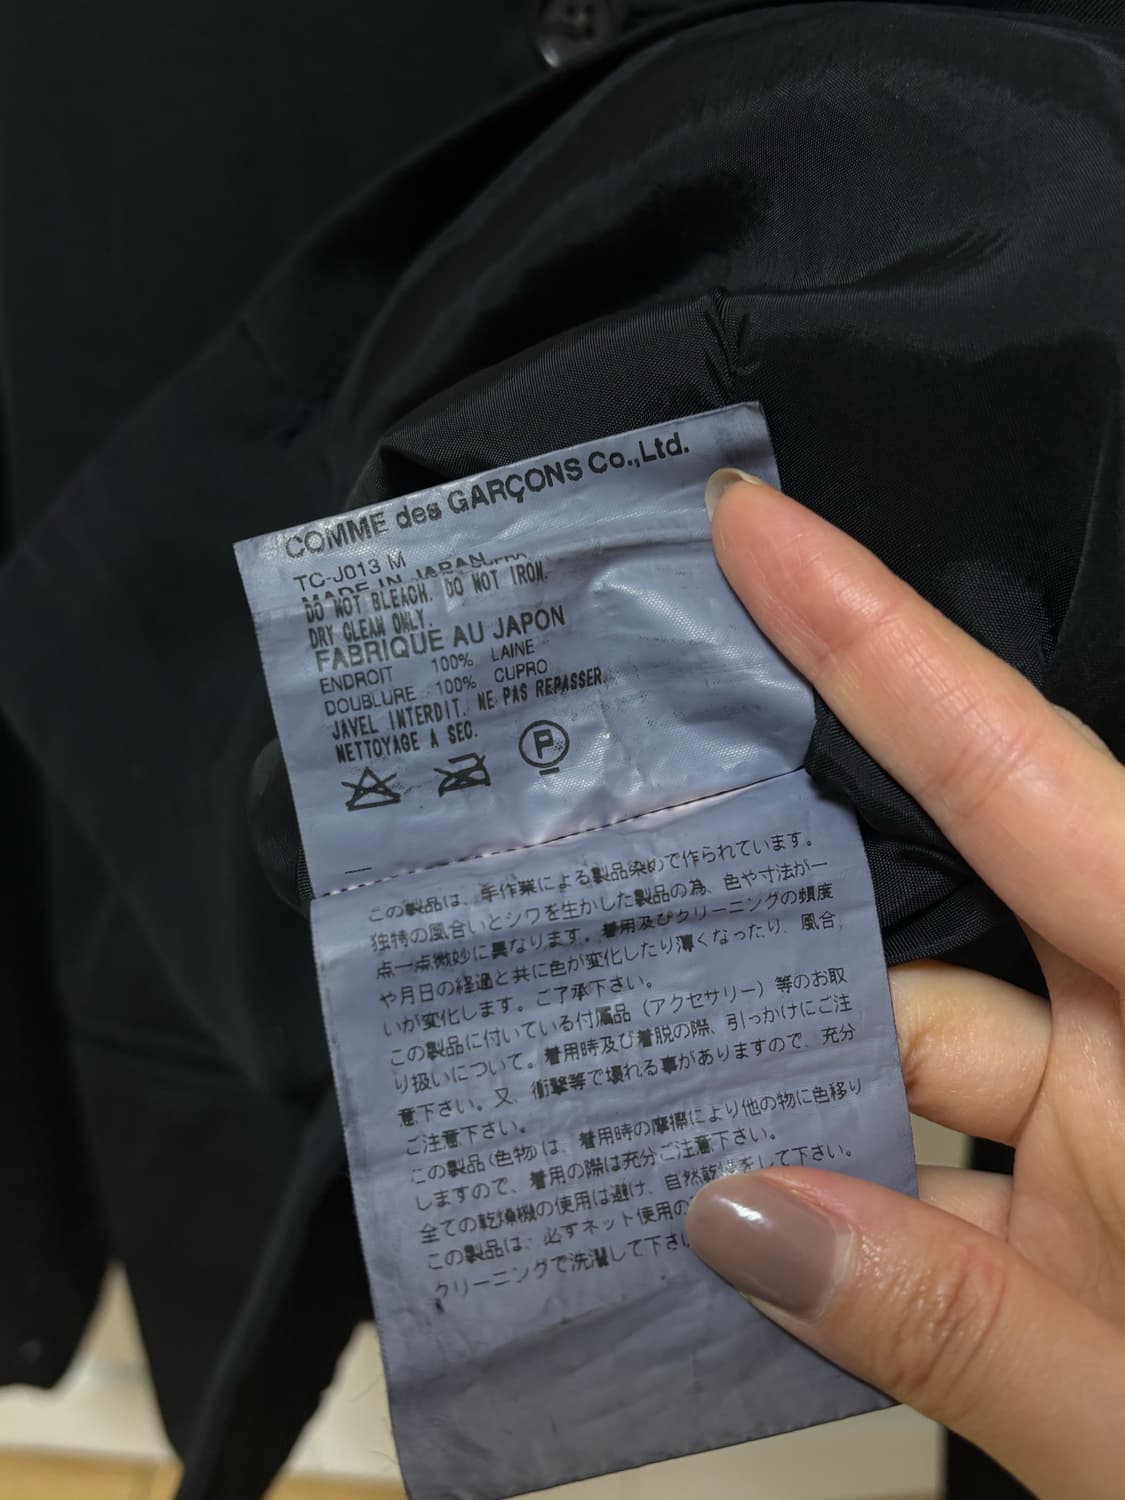 COMME des GARÇONS Co.,Ltd.
TC-J013 M
MADE IN JAPAN
DO NOT BLEACH. DO NOT IRON.
DRY CLEAN ONLY.
FABRIQUE AU JAPON
ENDROIT 100% LAINE
DOUBLURE 100% CUPRO
JAVEL INTERDIT. NE PAS REPASSER.
NETTOYAGE A SEC.
P
この製品は、手作業による製品染めで作られています。
独特の風合いとシワを生かした製品の為、色や寸法が一
点一点微妙に異なります。着用及びクリーニングの頻度
や月日の経過と共に色が変化したり薄くなったり、風合
いが変化します。ご了承下さい。
この製品に付いている付属品（アクセサリー）等のお取
り扱いについて。着用時及び着脱の際、引っかけにご注
意下さい。又、衝撃等で壊れる事がありますので、充分
ご注意下さい。
この製品(色物)は、着用時の摩擦により他の物に色移り
しますので、着用の際は充分ご注意下さい。
全ての乾燥機の使用は避け、自然乾燥をして下さい。
この製品は、必ずネット使用の
クリーニングで洗濯して下さい